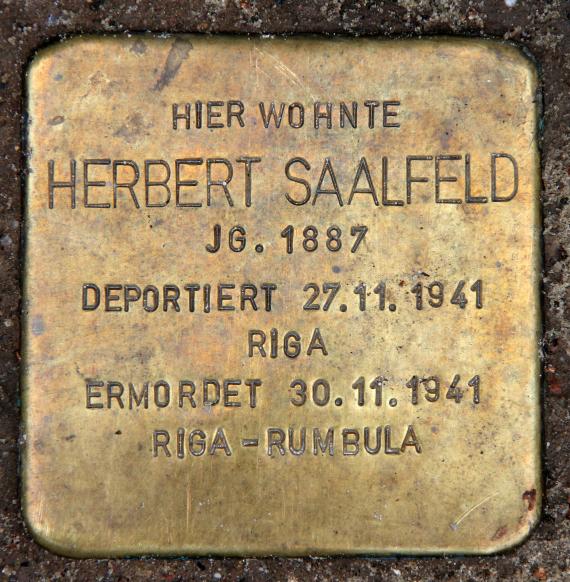 HIER WOHNTE
HERBERT SAALFELD
JG. 1887
DEPORTIERT 27.11.1941
RIGA
ERMORDET 30.11.1941
RIGA-RUMBULA